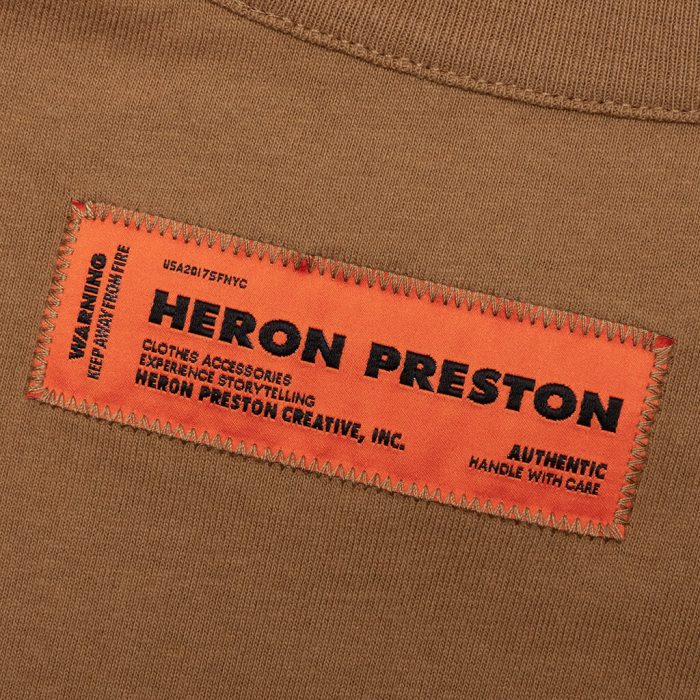 WARNING
KEEP AWAY FROM FIRE
USA20175FNYC
HERON PRESTON
CLOTHES ACCESSORIES
EXPERIENCE STORYTELLING
HERON PRESTON CREATIVE, INC.
AUTHENTIC
HANDLE WITH CARE